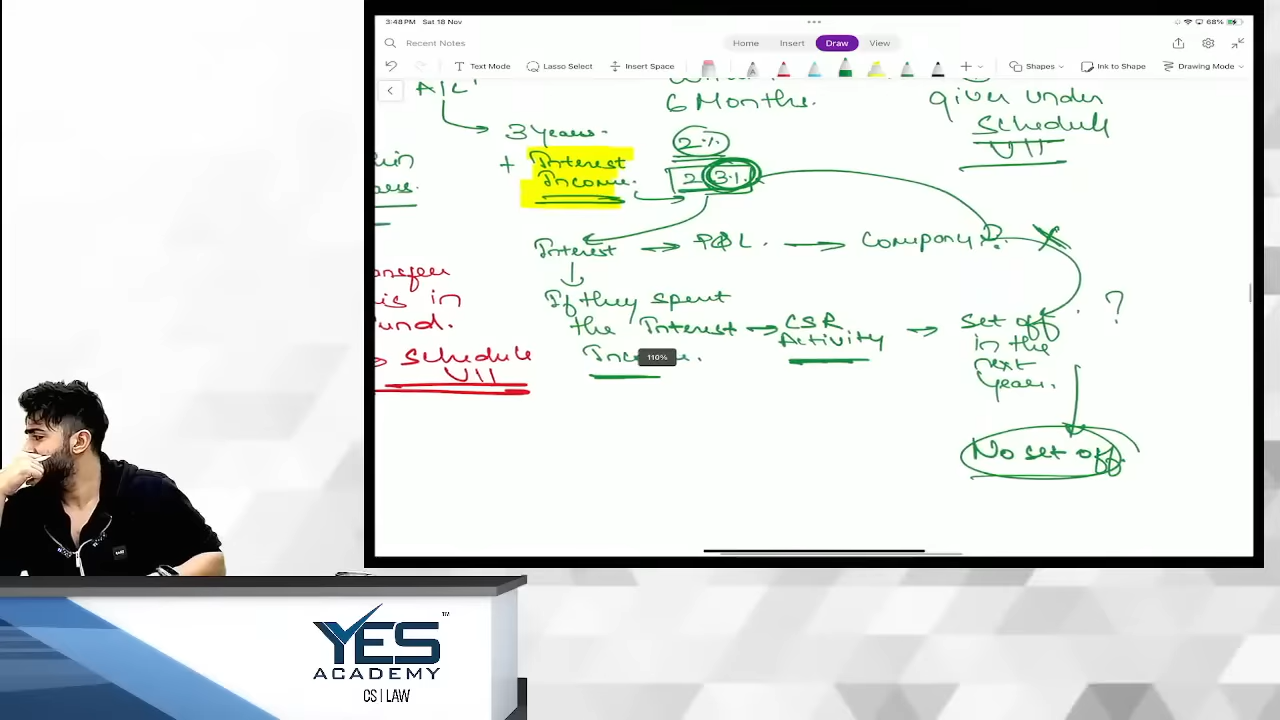 3:48 PM Sat 18 Nov
68%
Recent Notes
Home Insert Draw View
Text Mode
Lasso Select
Insert Space
Shapes
Ink to Shape
Drawing Mode
A/C
6 Months.
given under
Schedule
VII
3 Years.
+ Interest
Income.
2%
2 3%
Interest → P&L. → Company
If they spent
the Interest → CSR
Activity → set off
in the
next
Year.
?
110%
No set off.
Fund.
Schedule
VII
YES
ACADEMY
CS | LAW
TM